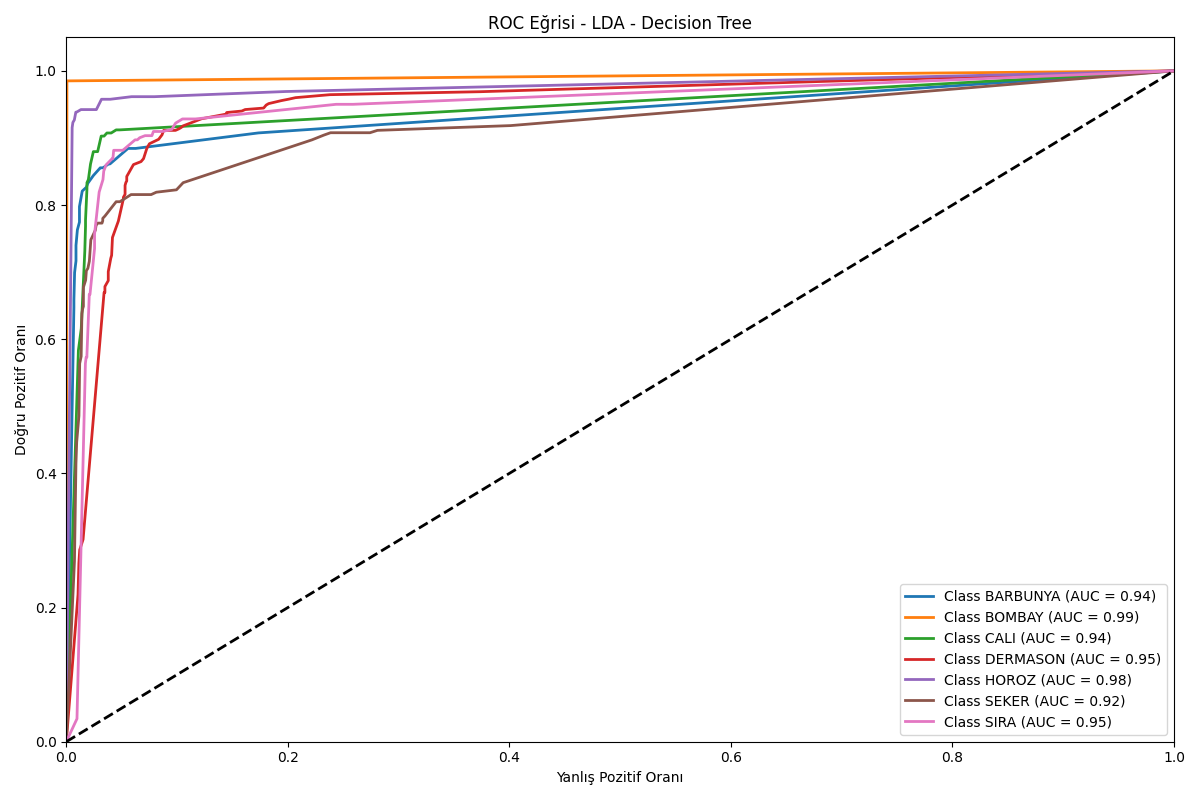 ROC Eğrisi - LDA - Decision Tree
1.0
0.8
0.6
0.4
0.2
0.0
Doğru Pozitif Oranı
0.0 0.2 0.4 0.6 0.8 1.0
Yanlış Pozitif Oranı
Class BARBUNYA (AUC = 0.94)
Class BOMBAY (AUC = 0.99)
Class CALI (AUC = 0.94)
Class DERMASON (AUC = 0.95)
Class HOROZ (AUC = 0.98)
Class SEKER (AUC = 0.92)
Class SIRA (AUC = 0.95)